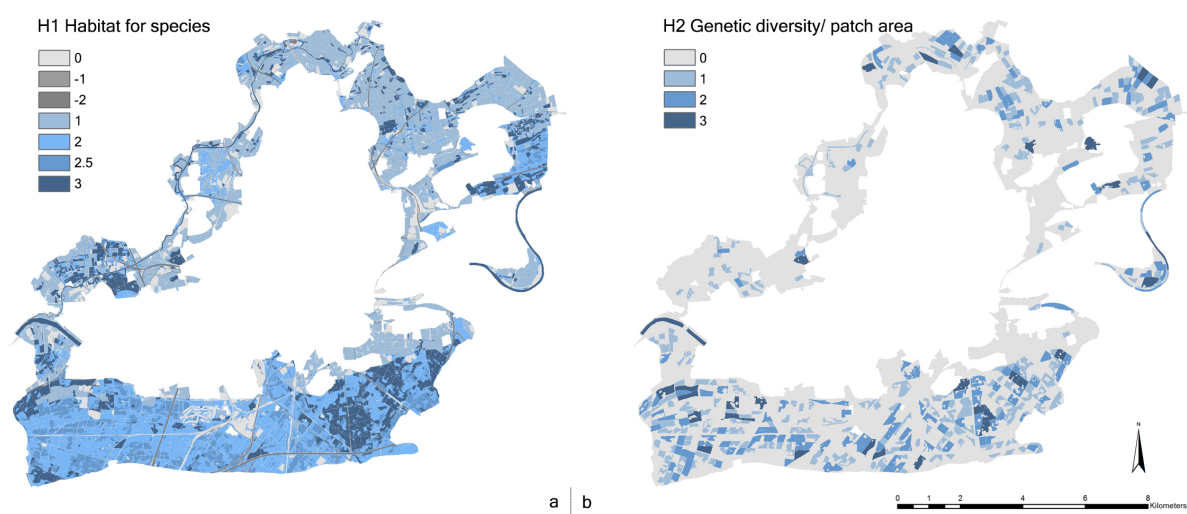 H1 Habitat for species
0
-1
-2
1
2
2.5
3
H2 Genetic diversity/ patch area
0
1
2
3
a | b
N
0 1 2 4 6 8
Kilometers